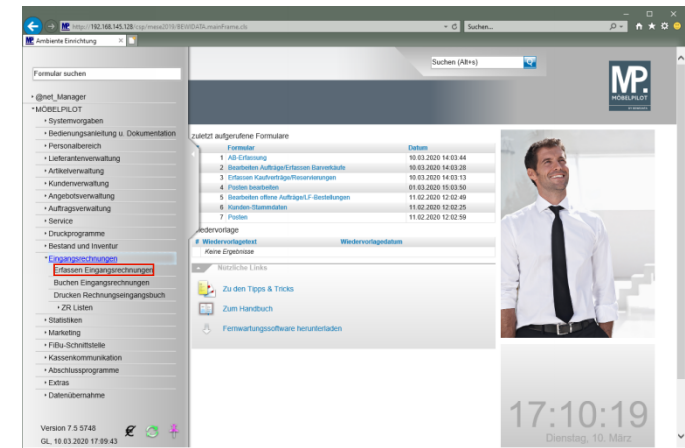 http://192.168.145.128/csp/mese2019/BEWIDATA.mainFrame.cls
Suchen...
Ambiente Einrichtung
Formular suchen
Suchen (Alt+s)
MP.
MÖBELPILOT
@net_Manager
MÖBELPILOT
Systemvorgaben
Bedienungsanleitung u. Dokumentation
Personalbereich
Lieferantenverwaltung
Artikelverwaltung
Kundenverwaltung
Angebotsverwaltung
Auftragsverwaltung
Service
Druckprogramme
Bestand und Inventur
Eingangsrechnungen
Erfassen Eingangsrechnungen
Buchen Eingangsrechnungen
Drucken Rechnungseingangsbuch
ZR Listen
Statistiken
Marketing
FiBu-Schnittstelle
Kassenkommunikation
Abschlussprogramme
Extras
Datenübernahme
Version 7.5 5748
GL, 10.03.2020 17:09:43
zuletzt aufgerufene Formulare
Formular Datum
1 AB-Erfassung 10.03.2020 14:03:44
2 Bearbeiten Aufträge/Erfassen Barverkäufe 10.03.2020 14:03:28
3 Erfassen Kaufverträge/Reservierungen 10.03.2020 14:03:13
4 Posten bearbeiten 01.03.2020 15:03:50
5 Bearbeiten offene Aufträge/LF-Bestellungen 11.02.2020 12:02:49
6 Kunden-Stammdaten 11.02.2020 12:02:25
7 Posten 11.02.2020 12:02:59
edervorlage
# Wiedervorlagetext Wiedervorlagedatum
Keine Ergebnisse
Nützliche Links
Zu den Tipps & Tricks
Zum Handbuch
Fernwartungssoftware herunterladen
17:10:19
Dienstag, 10. März